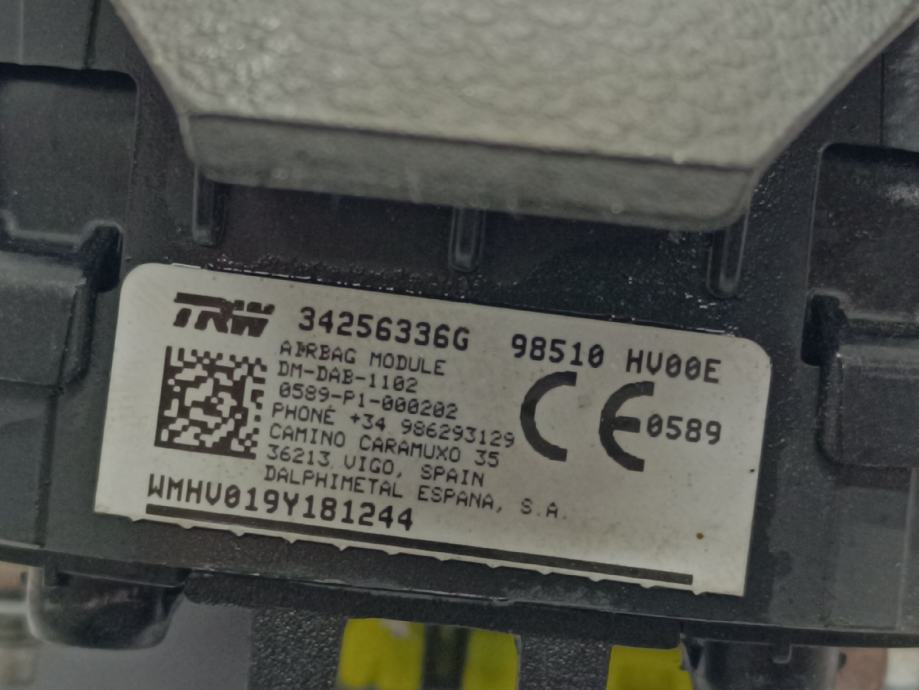 TRW 34256336G 98510 HV00E
AIRBAG MODULE
DM-DAB-1102
0589-P1-000202
PHONE +34 986293129
CAMINO CARAMUXO 35
36213 VIGO, SPAIN
DALPHIMETAL ESPANA, S.A.
CE 0589
WMHV019Y181244